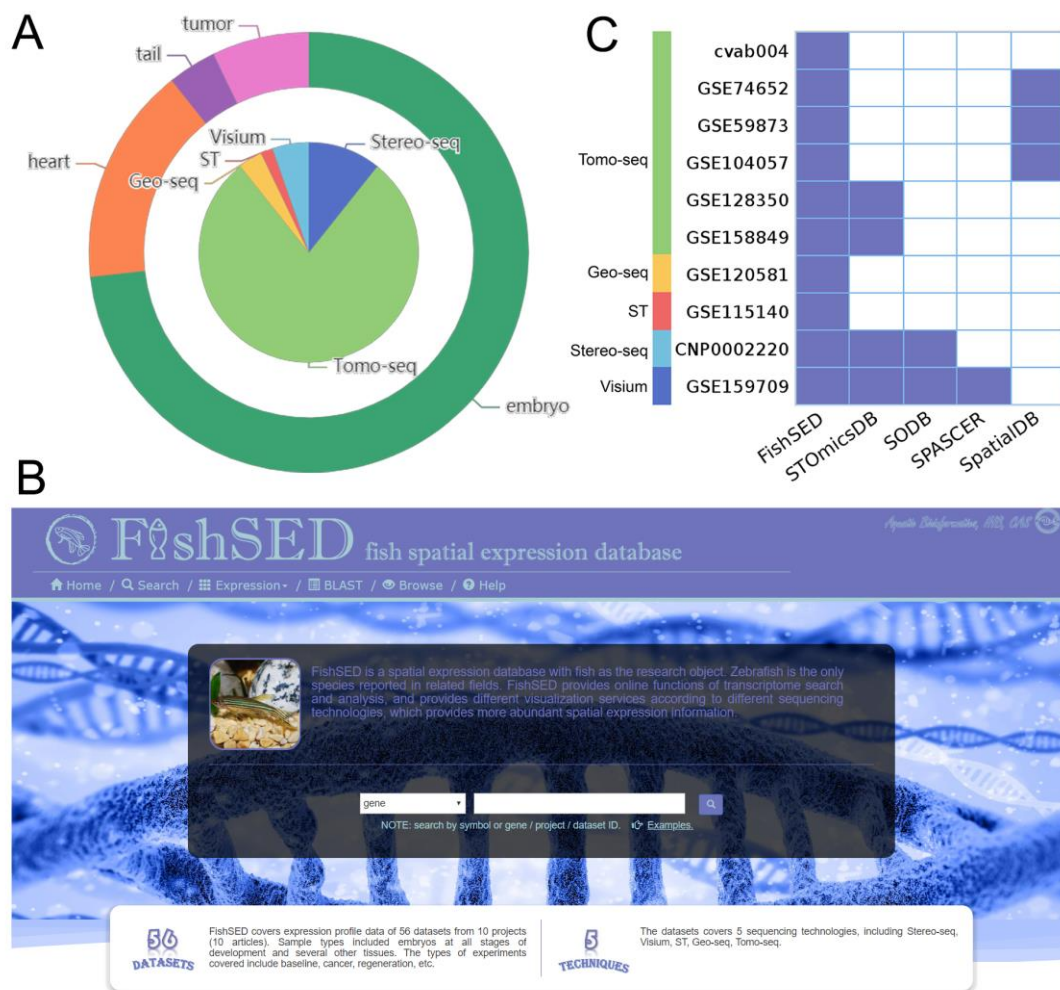 A
tumor
tail
heart
Visium
Stereo-seq
ST
Geo-seq
Tomo-seq
embryo
C
cvab004
GSE74652
GSE59873
Tomo-seq
GSE104057
GSE128350
GSE158849
Geo-seq
GSE120581
ST
GSE115140
Stereo-seq
CNP0002220
Visium
GSE159709
FishSED
STOmicsDB
SODB
SPASCER
SpatialDB
B
FishSED fish spatial expression database
Aquatic Bioinformatics, IHB, CAS
Home / Search / Expression / BLAST / Browse / Help
FishSED is a spatial expression database with fish as the research object. Zebrafish is the only
species reported in related fields. FishSED provides online functions of transcriptome search
and analysis, and provides different visualization services according to different sequencing
technologies, which provides more abundant spatial expression information.
gene
NOTE: search by symbol or gene / project / dataset ID. Examples.
56
DATASETS
FishSED covers expression profile data of 56 datasets from 10 projects
(10 articles). Sample types included embryos at all stages of
development and several other tissues. The types of experiments
covered include baseline, cancer, regeneration, etc.
5
TECHNIQUES
The datasets covers 5 sequencing technologies, including Stereo-seq,
Visium, ST, Geo-seq, Tomo-seq.